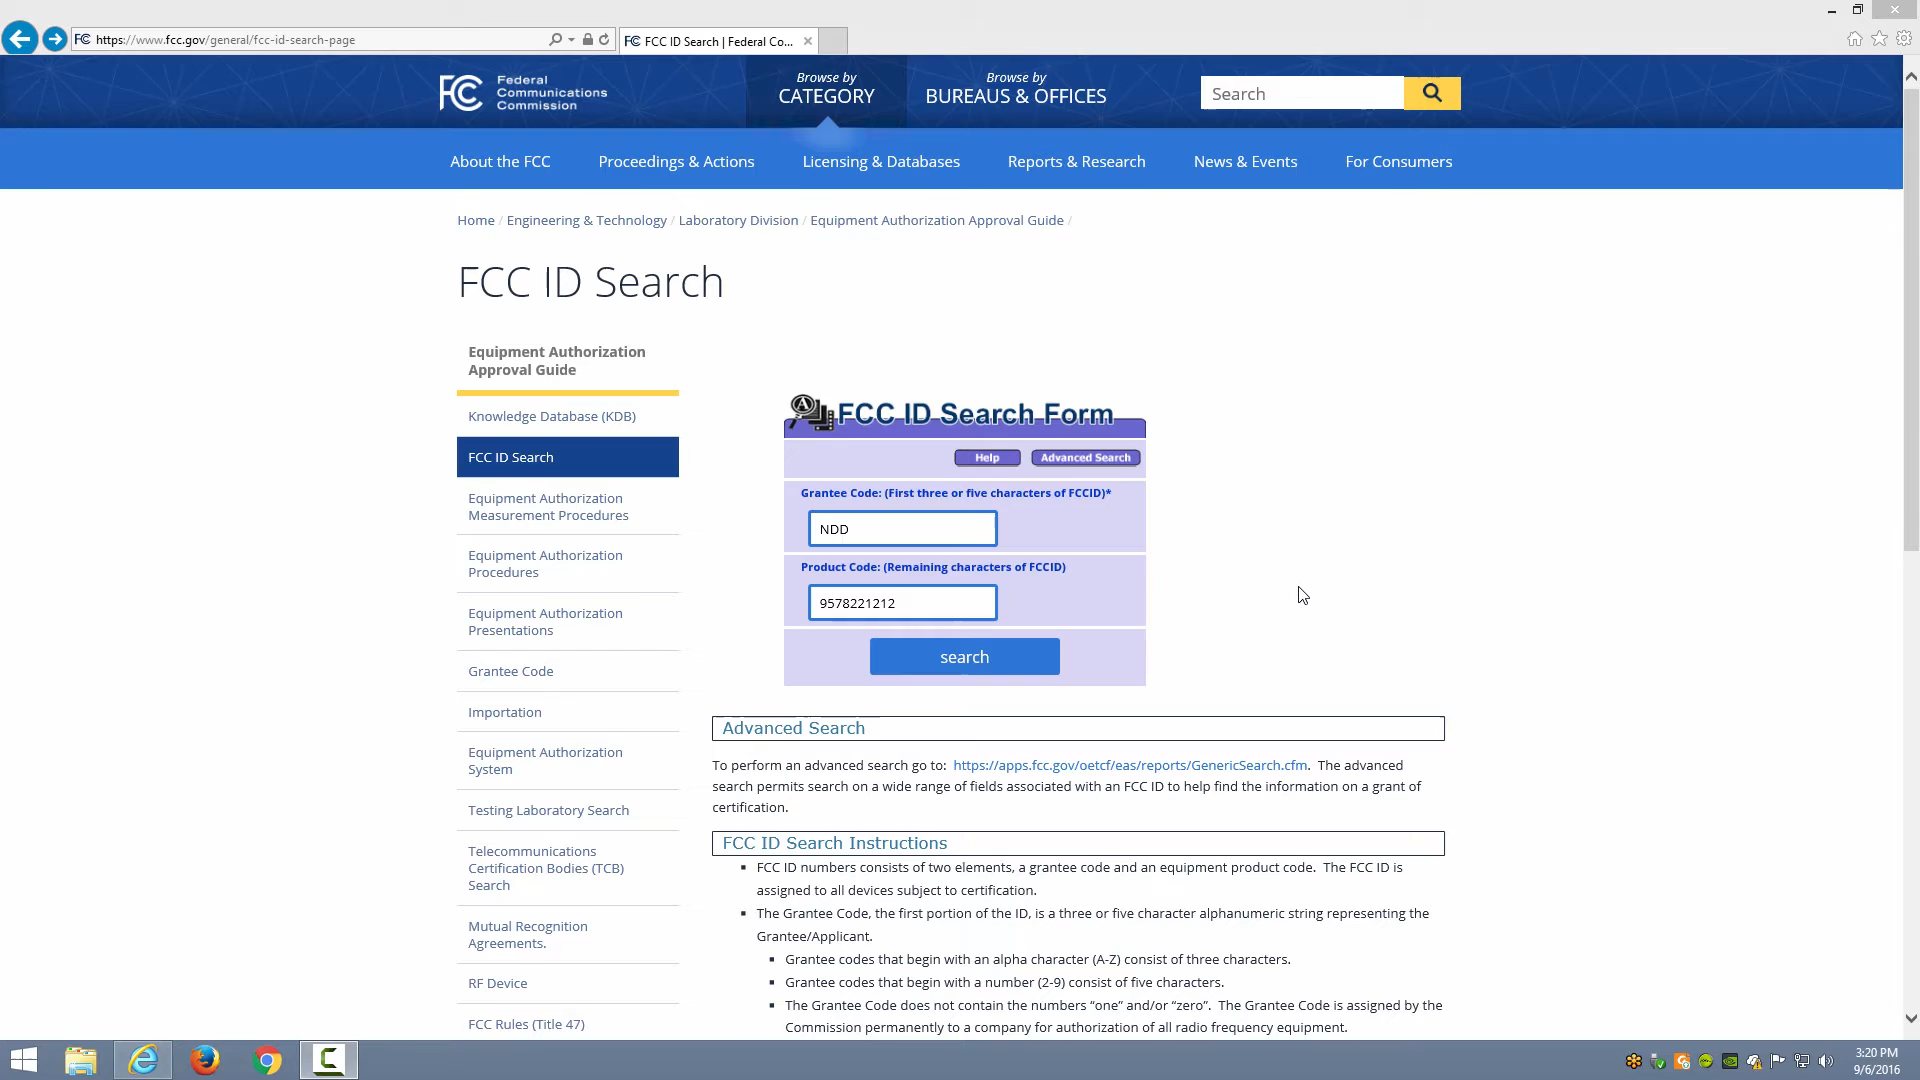 https://www.fcc.gov/general/fcc-id-search-page
FCC ID Search | Federal Co...
Federal
Communications
Commission
Browse by
CATEGORY
Browse by
BUREAUS & OFFICES
Search
About the FCC
Proceedings & Actions
Licensing & Databases
Reports & Research
News & Events
For Consumers
Home / Engineering & Technology / Laboratory Division / Equipment Authorization Approval Guide /
FCC ID Search
Equipment Authorization
Approval Guide
Knowledge Database (KDB)
FCC ID Search
Equipment Authorization
Measurement Procedures
Equipment Authorization
Procedures
Equipment Authorization
Presentations
Grantee Code
Importation
Equipment Authorization
System
Testing Laboratory Search
Telecommunications
Certification Bodies (TCB)
Search
Mutual Recognition
Agreements.
RF Device
FCC Rules (Title 47)
FCC ID Search Form
Help
Advanced Search
Grantee Code: (First three or five characters of FCCID)*
NDD
Product Code: (Remaining characters of FCCID)
9578221212
search
Advanced Search
To perform an advanced search go to: https://apps.fcc.gov/oetcf/eas/reports/GenericSearch.cfm. The advanced
search permits search on a wide range of fields associated with an FCC ID to help find the information on a grant of
certification.
FCC ID Search Instructions
▪ FCC ID numbers consists of two elements, a grantee code and an equipment product code. The FCC ID is
assigned to all devices subject to certification.
▪ The Grantee Code, the first portion of the ID, is a three or five character alphanumeric string representing the
Grantee/Applicant.
▪ Grantee codes that begin with an alpha character (A-Z) consist of three characters.
▪ Grantee codes that begin with a number (2-9) consist of five characters.
▪ The Grantee Code does not contain the numbers “one” and/or “zero”. The Grantee Code is assigned by the
Commission permanently to a company for authorization of all radio frequency equipment.
3:20 PM
9/6/2016